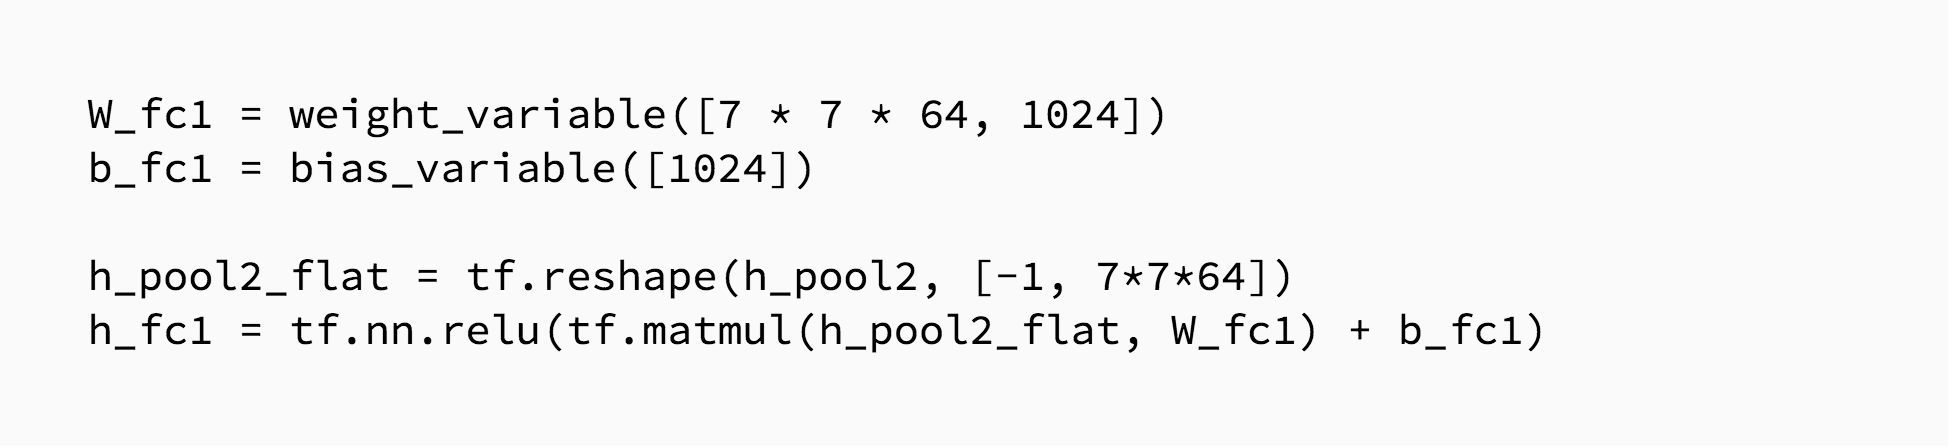 W_fc1 = weight_variable([7 * 7 * 64, 1024])
b_fc1 = bias_variable([1024])
h_pool2_flat = tf.reshape(h_pool2, [-1, 7*7*64])
h_fc1 = tf.nn.relu(tf.matmul(h_pool2_flat, W_fc1) + b_fc1)